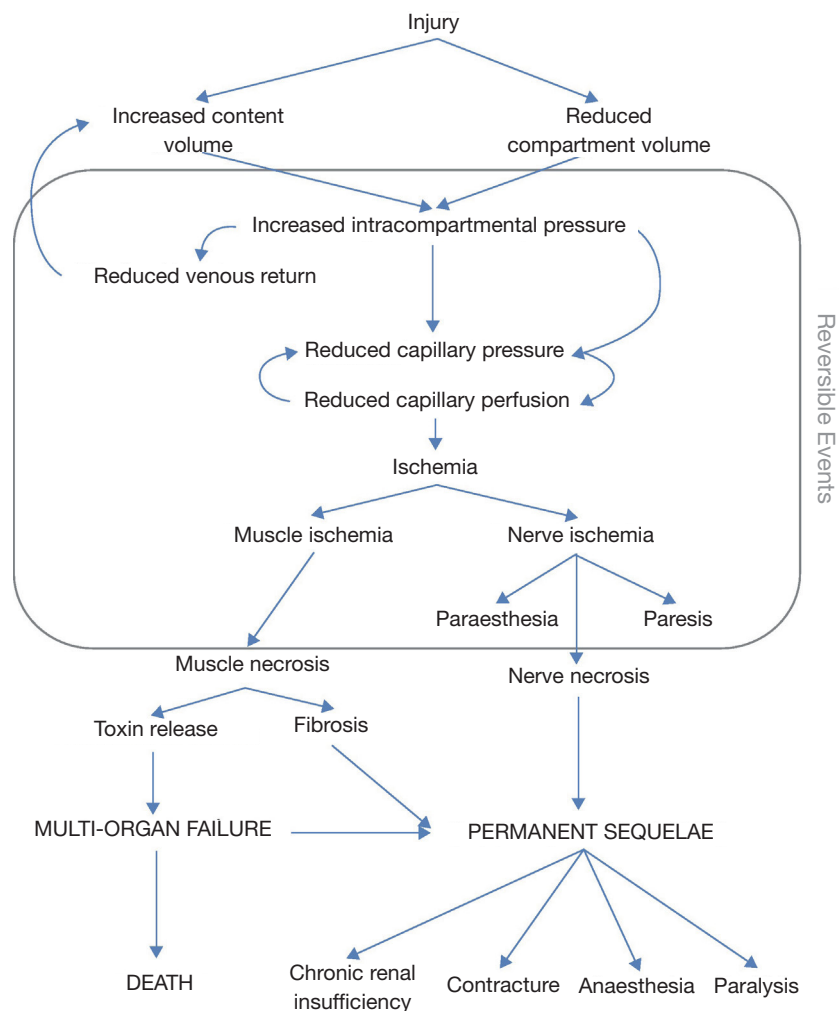 Injury
Increased content
volume
Reduced
compartment volume
Increased intracompartmental pressure
Reduced venous return
Reduced capillary pressure
Reduced capillary perfusion
Ischemia
Muscle ischemia
Nerve ischemia
Paraesthesia
Paresis
Reversible Events
Muscle necrosis
Nerve necrosis
Toxin release
Fibrosis
MULTI-ORGAN FAILURE
PERMANENT SEQUELAE
DEATH
Chronic renal
insufficiency
Contracture
Anaesthesia
Paralysis